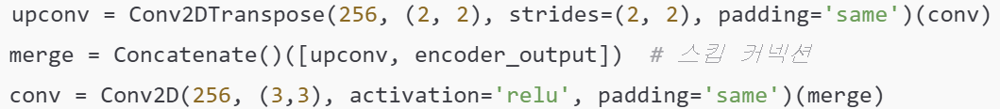 upconv = Conv2DTranspose(256, (2, 2), strides=(2, 2), padding='same')(conv)
merge = Concatenate()([upconv, encoder_output])  # 스킵 커넥션
conv = Conv2D(256, (3,3), activation='relu', padding='same')(merge)